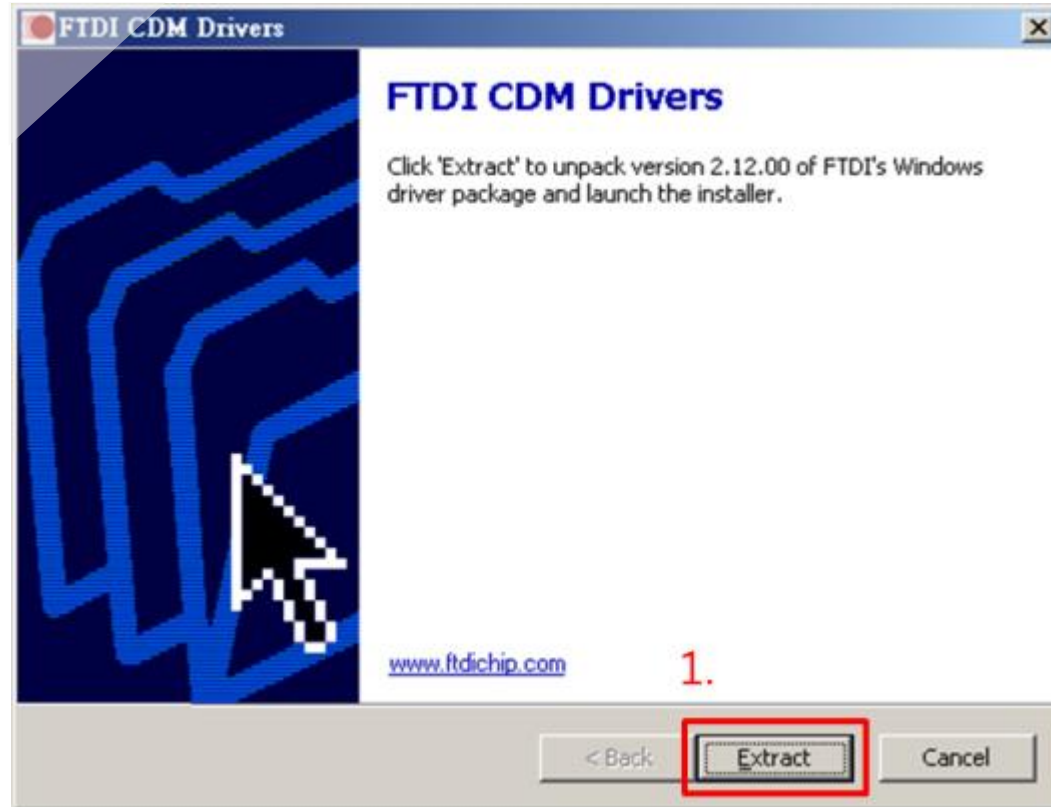 FTDI CDM Drivers
FTDI CDM Drivers
Click 'Extract' to unpack version 2.12.00 of FTDI's Windows
driver package and launch the installer.
www.ftdichip.com
1.
< Back
Extract
Cancel